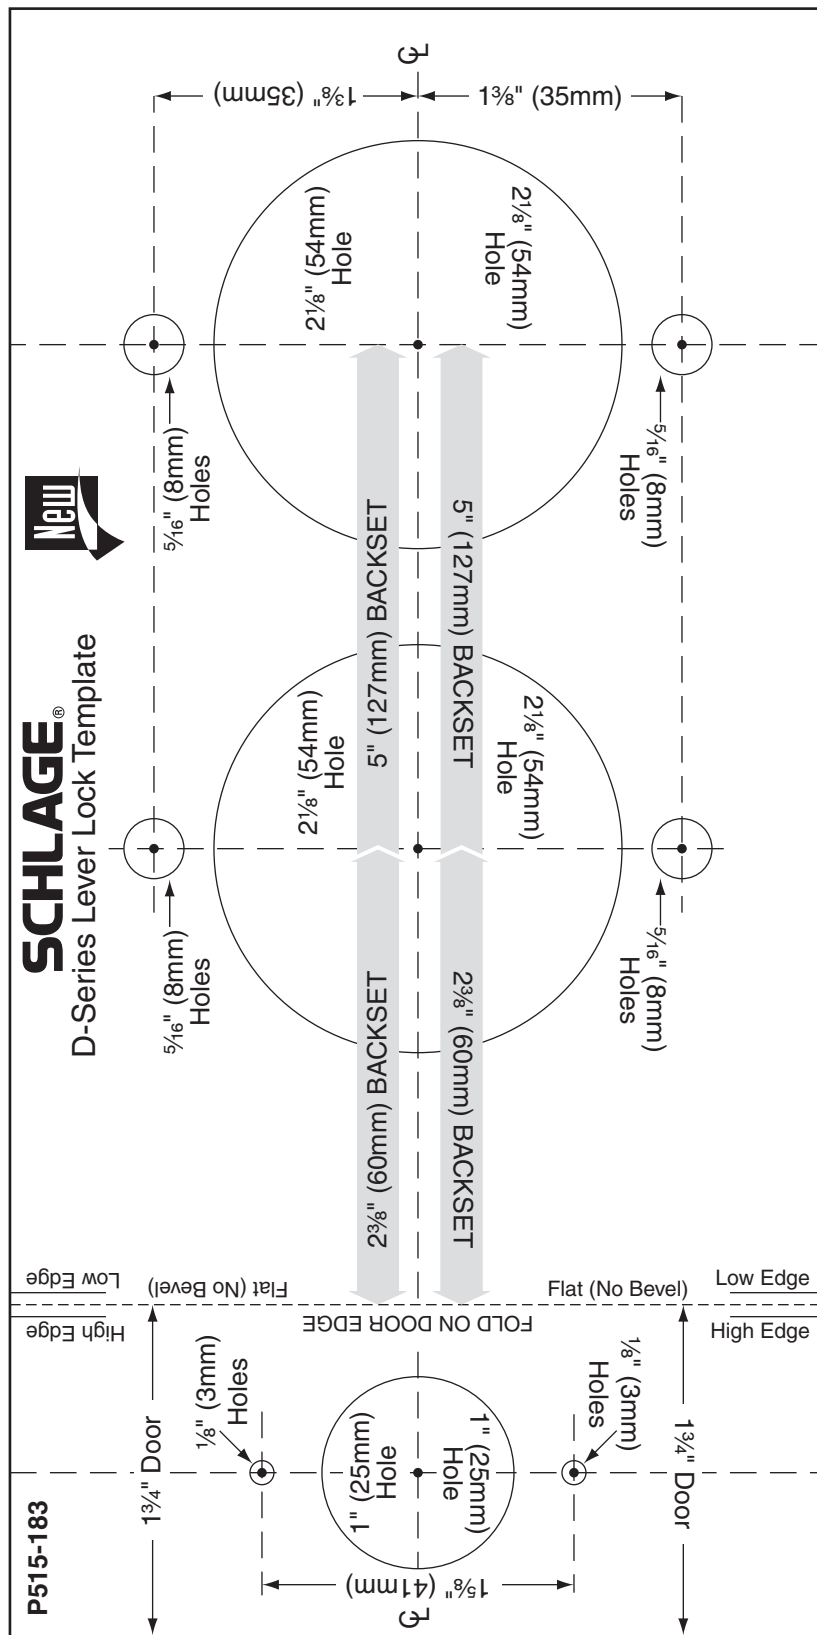 ℄
1⅜" (35mm)
1⅜" (35mm)
2⅛" (54mm)
Hole
2⅛" (54mm)
Hole
5/16" (8mm)
Holes
5/16" (8mm)
Holes
New
SCHLAGE®
D-Series Lever Lock Template
5" (127mm) BACKSET
5" (127mm) BACKSET
2⅛" (54mm)
Hole
2⅛" (54mm)
Hole
5/16" (8mm)
Holes
5/16" (8mm)
Holes
2⅜" (60mm) BACKSET
2⅜" (60mm) BACKSET
Low Edge
Flat (No Bevel)
Flat (No Bevel)
Low Edge
High Edge
FOLD ON DOOR EDGE
High Edge
⅛" (3mm)
Holes
⅛" (3mm)
Holes
1¾" Door
1" (25mm)
Hole
1" (25mm)
Hole
1¾" Door
P515-183
1⅝" (41mm)
℄